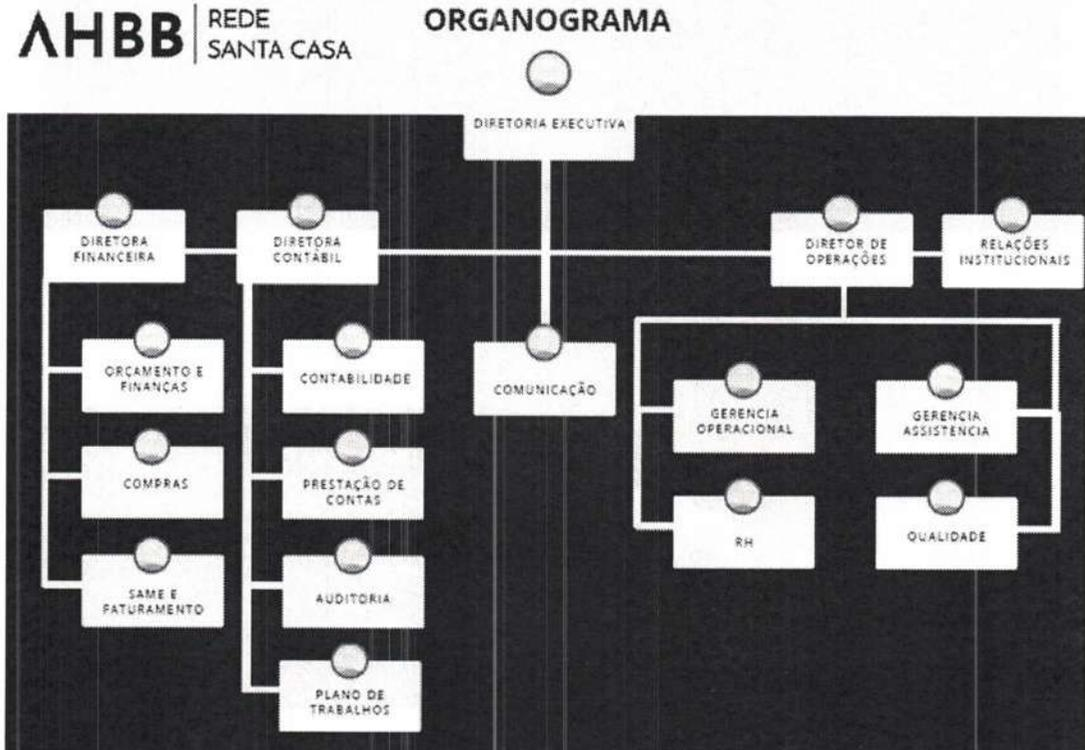 AHBB
REDE
SANTA CASA
ORGANOGRAMA
DIRETORIA EXECUTIVA
DIRETORA
FINANCEIRA
DIRETORA
CONTÁBIL
DIRETOR DE
OPERAÇÕES
RELAÇÕES
INSTITUCIONAIS
ORÇAMENTO E
FINANÇAS
CONTABILIDADE
COMUNICAÇÃO
GERENCIA
OPERACIONAL
GERENCIA
ASSISTENCIA
COMPRAS
PRESTAÇÃO DE
CONTAS
RH
QUALIDADE
SAME E
FATURAMENTO
AUDITORIA
PLANO DE
TRABALHOS